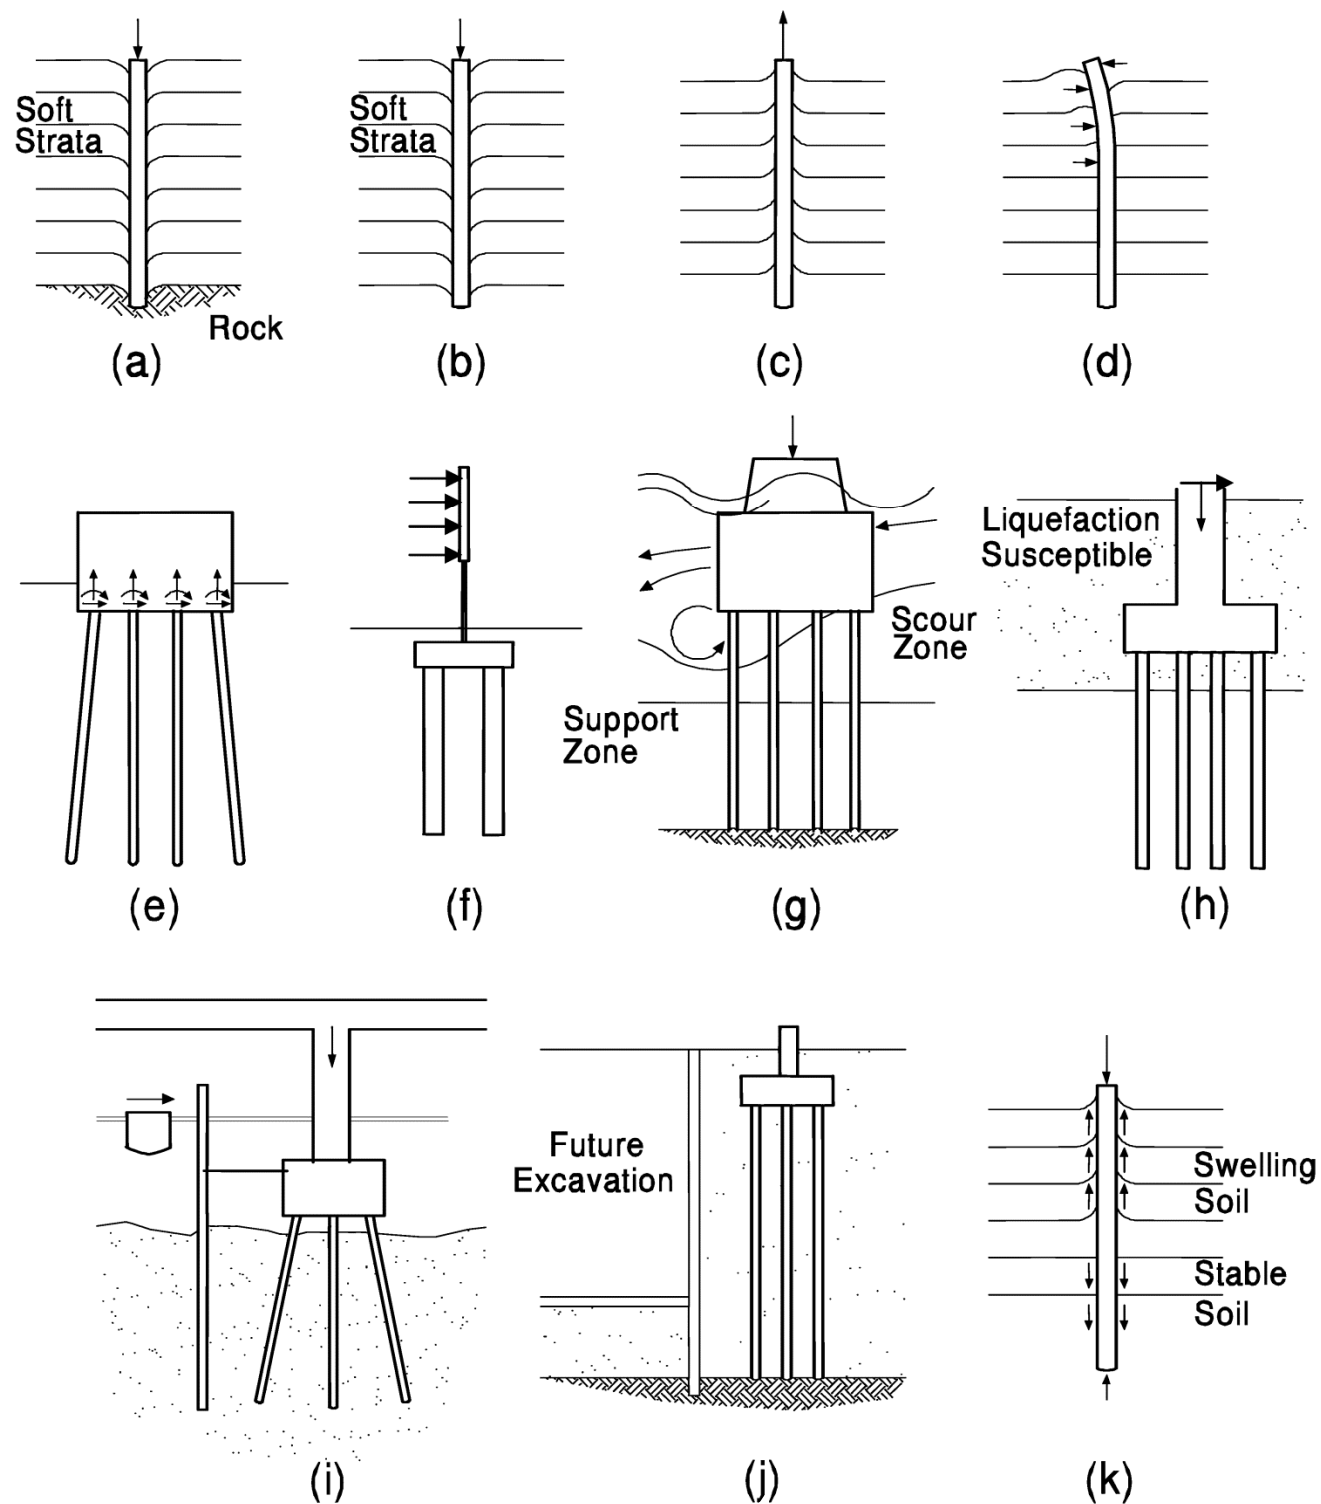 Soft
Strata
Rock
(a)
Soft
Strata
(b)
(c)
(d)
(e)
(f)
Scour
Zone
Support
Zone
(g)
Liquefaction
Susceptible
(h)
(i)
Future
Excavation
(j)
Swelling
Soil
Stable
Soil
(k)